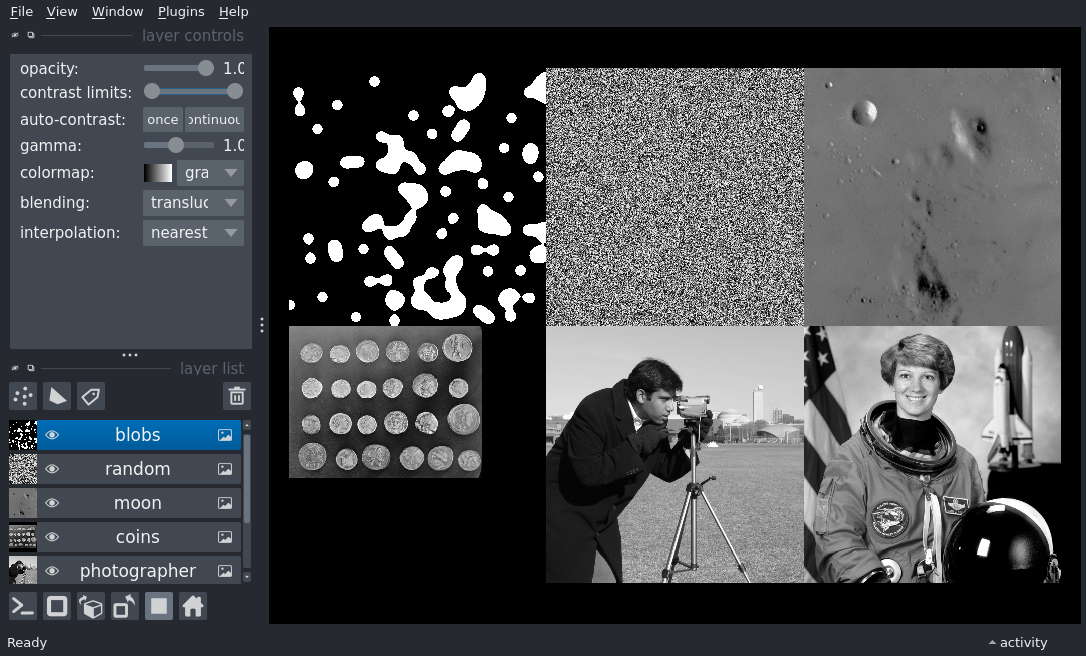 File View Window Plugins Help
layer controls
opacity: 1.0
contrast limits:
auto-contrast: once ontinuou
gamma: 1.0
colormap: gra
blending: transluc
interpolation: nearest
layer list
blobs
random
moon
coins
photographer
Ready
activity